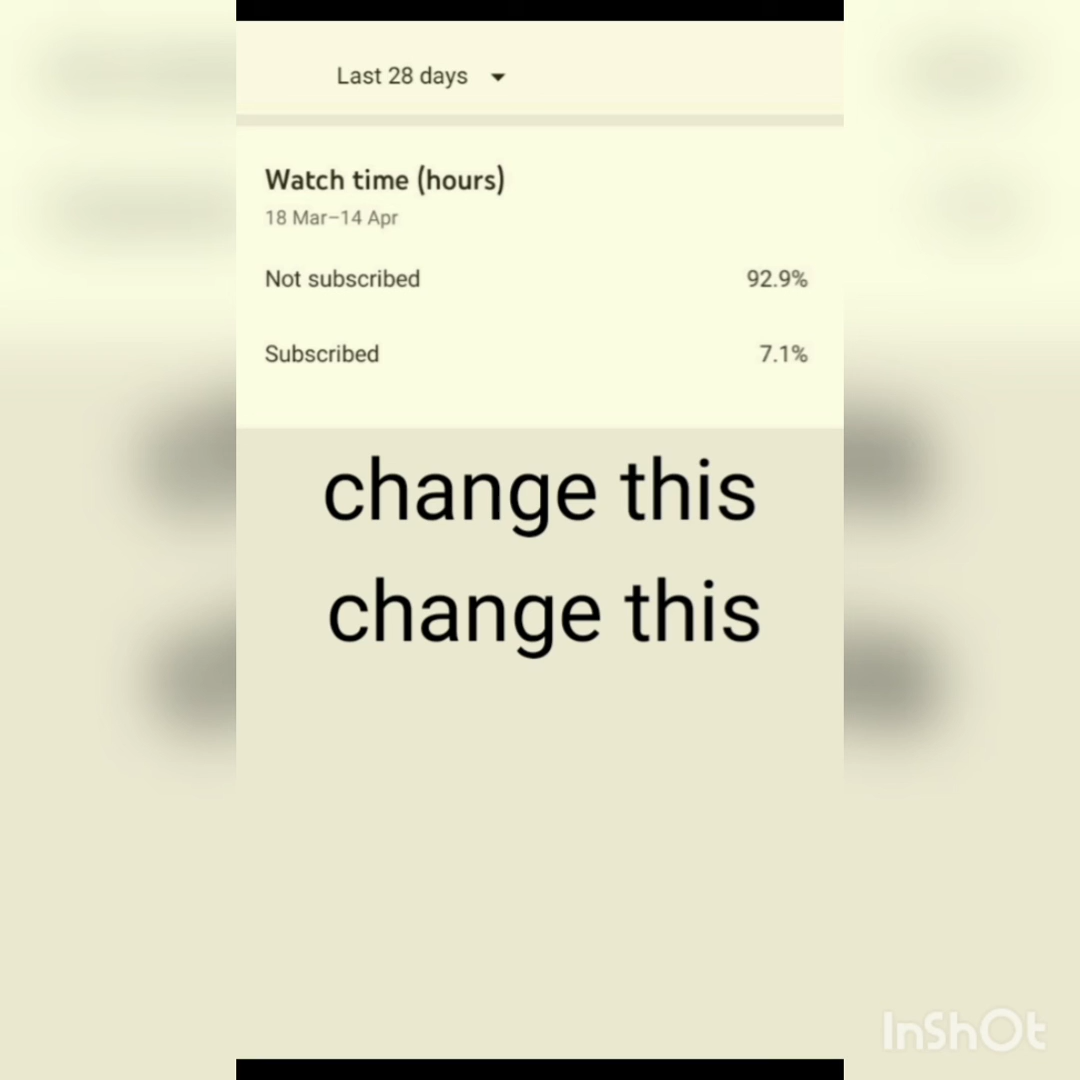 Last 28 days
Watch time (hours)
18 Mar–14 Apr
Not subscribed 92.9%
Subscribed 7.1%
change this
change this
InShOt